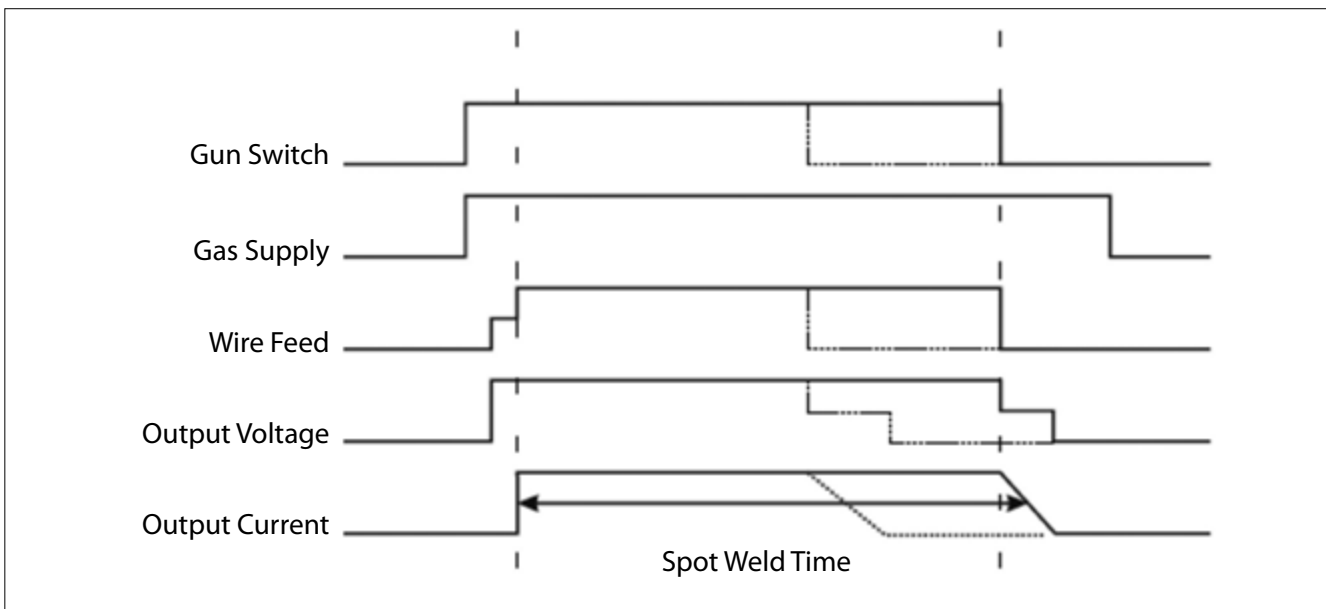 Gun Switch
Gas Supply
Wire Feed
Output Voltage
Output Current
Spot Weld Time